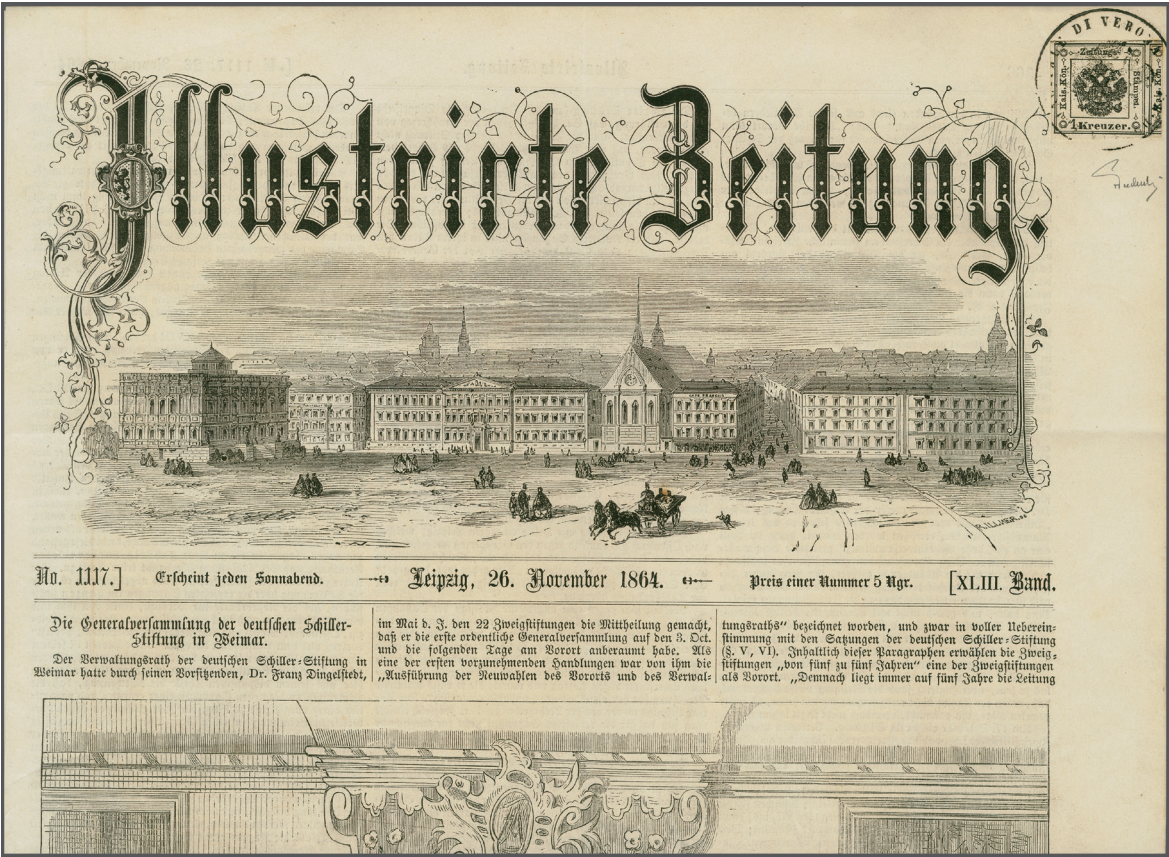 Illustrirte Zeitung.
DI VERO
Zeitungs-
Kais. Kön.
Stämpel.
1 Kreuzer.
No. 1117.]
Erscheint jeden Sonnabend.
Leipzig, 26. November 1864.
Preis einer Nummer 5 Ngr.
[XLIII. Band.
Die Generalversammlung der deutschen Schiller-
Stiftung in Weimar.
Der Verwaltungsrath der deutschen Schiller-Stiftung in
Weimar hatte durch seinen Vorsitzenden, Dr. Franz Dingelstedt,
im Mai d. J. den 22 Zweigstiftungen die Mittheilung gemacht,
daß er die erste ordentliche Generalversammlung auf den 3. Oct.
und die folgenden Tage am Vorort anberaumt habe. Als
eine der ersten vorzunehmenden Handlungen war von ihm die
„Ausführung der Neuwahlen des Vororts und des Verwal-
tungsraths“ bezeichnet worden, und zwar in voller Ueberein-
stimmung mit den Satzungen der deutschen Schiller-Stiftung
(§. V, VI). Inhaltlich dieser Paragraphen erwählen die Zweig-
stiftungen „von fünf zu fünf Jahren“ eine der Zweigstiftungen
als Vorort. „Demnach liegt immer auf fünf Jahre die Leitung